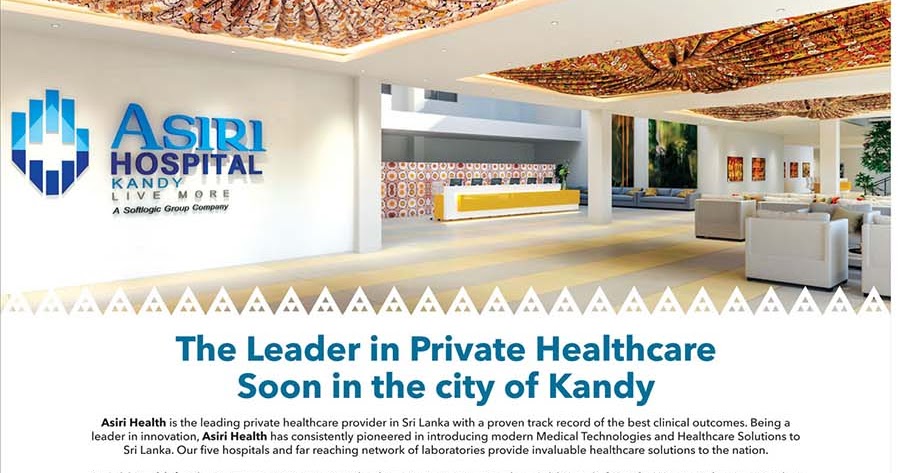 ASIRI
HOSPITAL
KANDY
LIVE MORE
A Softlogic Group Company
The Leader in Private Healthcare
Soon in the city of Kandy
Asiri Health is the leading private healthcare provider in Sri Lanka with a proven track record of the best clinical outcomes. Being a
leader in innovation, Asiri Health has consistently pioneered in introducing modern Medical Technologies and Healthcare Solutions to
Sri Lanka. Our five hospitals and far reaching network of laboratories provide invaluable healthcare solutions to the nation.